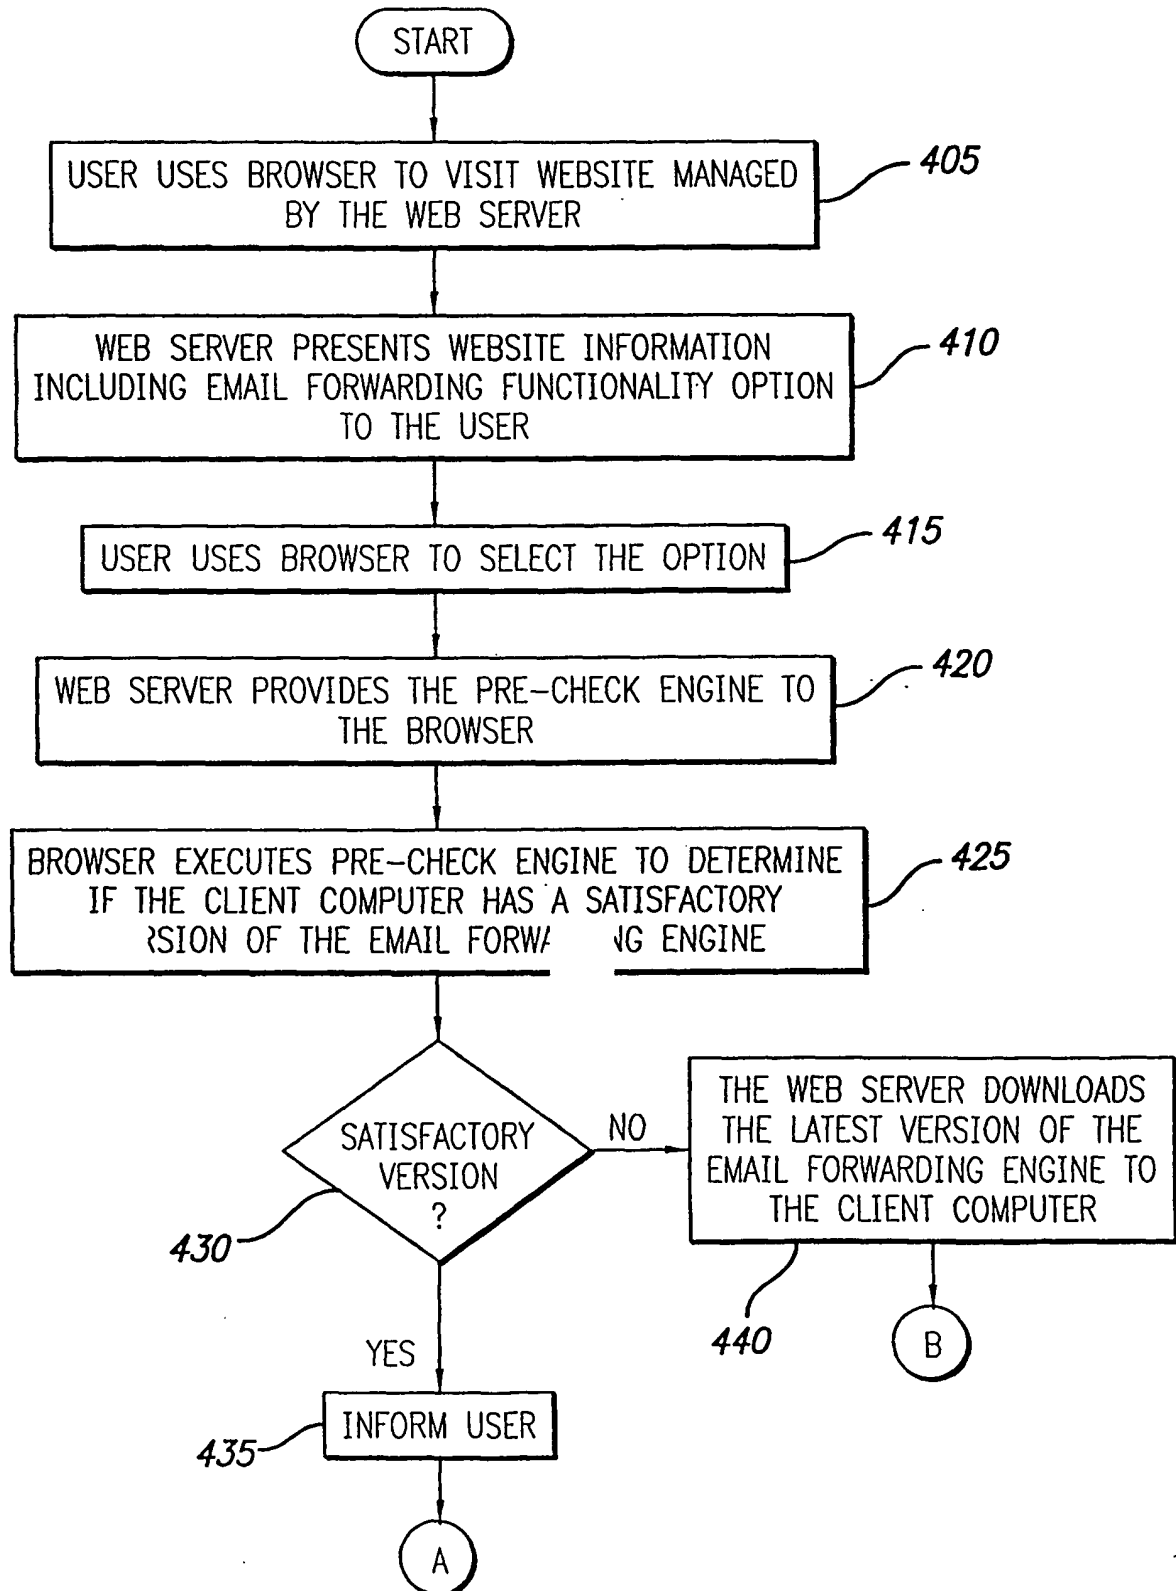 START
USER USES BROWSER TO VISIT WEBSITE MANAGED
BY THE WEB SERVER
405
WEB SERVER PRESENTS WEBSITE INFORMATION
INCLUDING EMAIL FORWARDING FUNCTIONALITY OPTION
TO THE USER
410
USER USES BROWSER TO SELECT THE OPTION
415
WEB SERVER PROVIDES THE PRE-CHECK ENGINE TO
THE BROWSER
420
BROWSER EXECUTES PRE-CHECK ENGINE TO DETERMINE
IF THE CLIENT COMPUTER HAS A SATISFACTORY
OF THE EMAIL ENGINE
425
SATISFACTORY
VERSION
?
430
NO
THE WEB SERVER DOWNLOADS
THE LATEST VERSION OF THE
EMAIL FORWARDING ENGINE TO
THE CLIENT COMPUTER
440
B
YES
INFORM USER
435
A